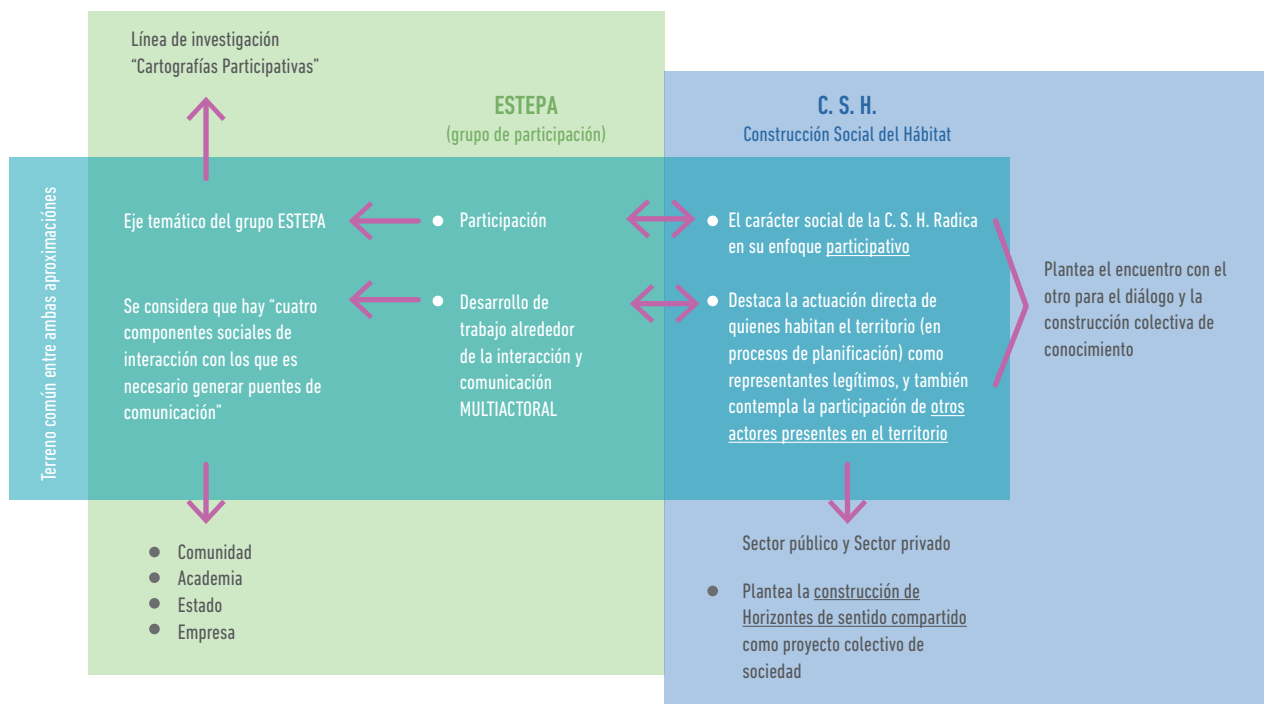 Línea de investigación
“Cartografías Participativas”
ESTEPA
(grupo de participación)
C. S. H.
Construcción Social del Hábitat
Terreno común entre ambas aproximaciónes
Eje temático del grupo ESTEPA
Participación
El carácter social de la C. S. H. Radica
en su enfoque participativo
Se considera que hay “cuatro
componentes sociales de
interacción con los que es
necesario generar puentes de
comunicación”
Desarrollo de
trabajo alrededor
de la interacción y
comunicación
MULTIACTORAL
Destaca la actuación directa de
quienes habitan el territorio (en
procesos de planificación) como
representantes legítimos, y también
contempla la participación de otros
actores presentes en el territorio
Plantea el encuentro con el
otro para el diálogo y la
construcción colectiva de
conocimiento
Comunidad
Academia
Estado
Empresa
Sector público y Sector privado
Plantea la construcción de
Horizontes de sentido compartido
como proyecto colectivo de
sociedad